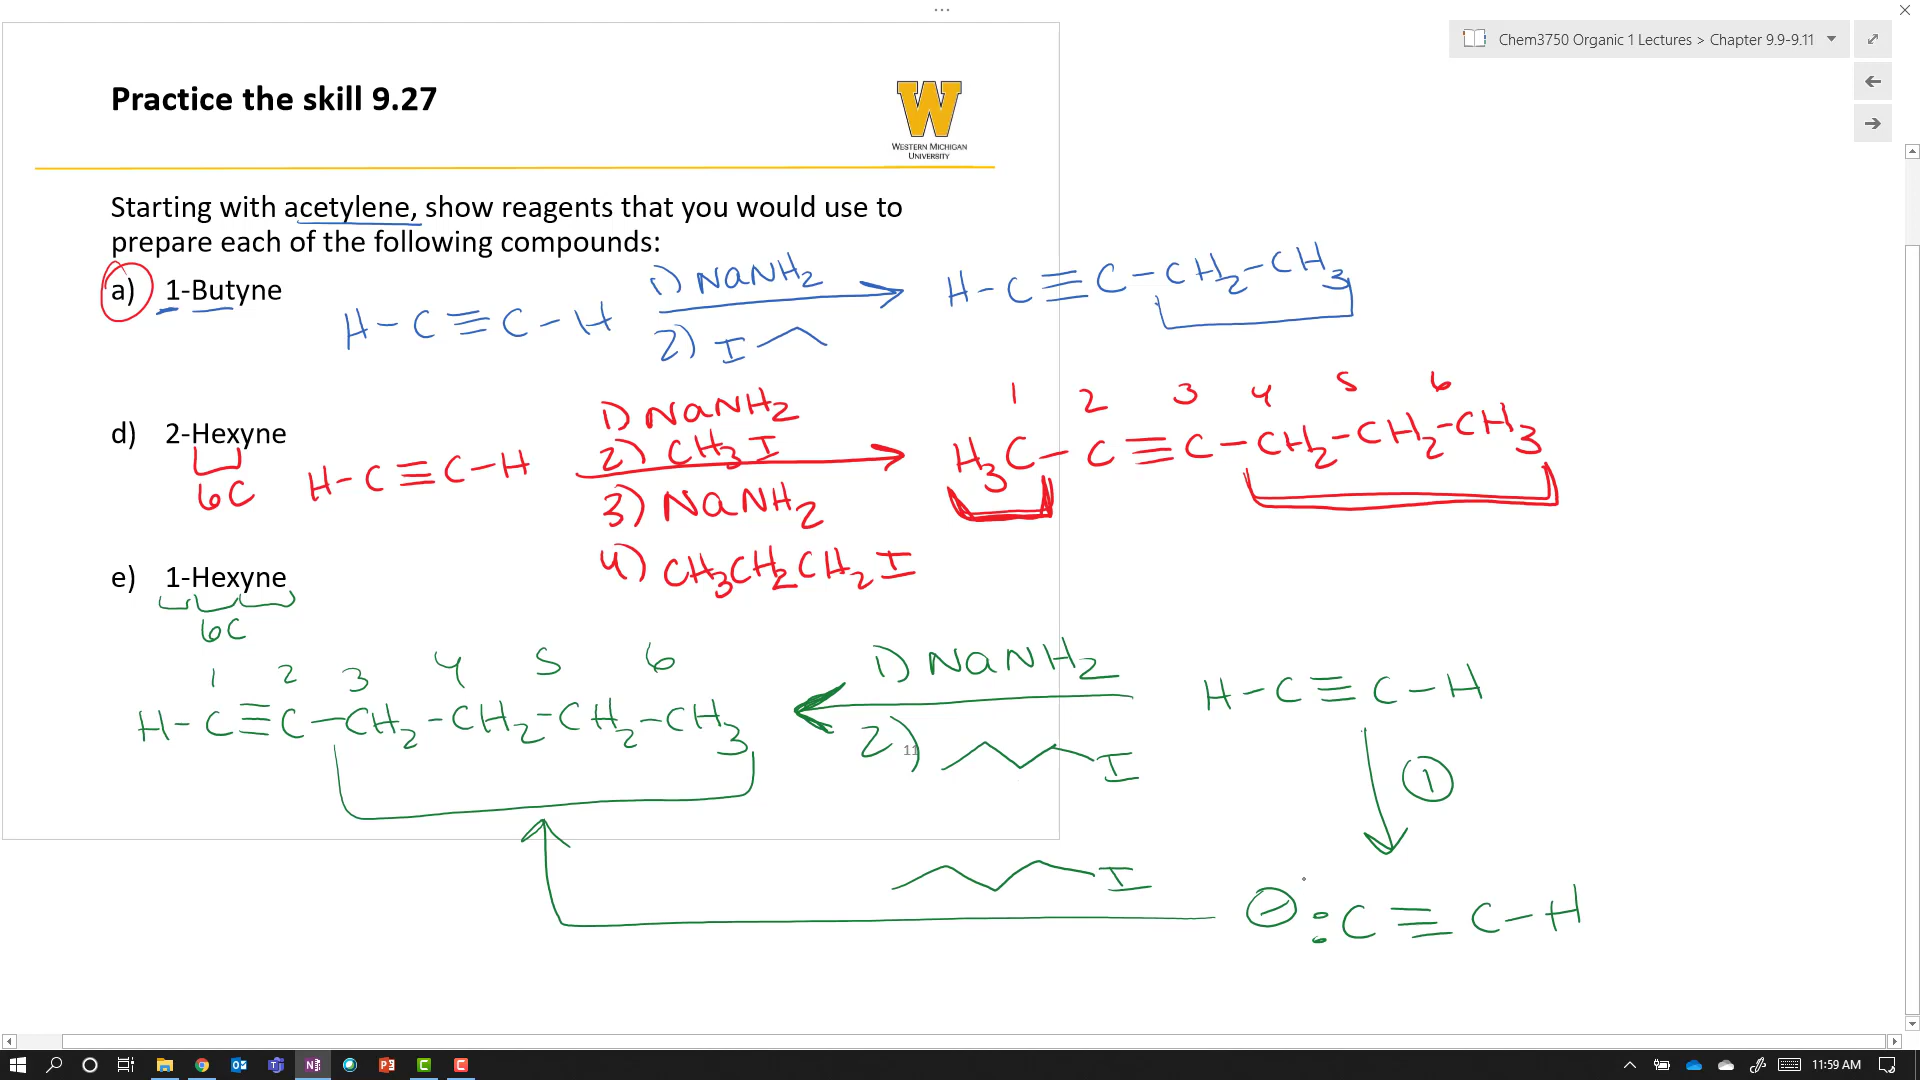 Chem3750 Organic 1 Lectures > Chapter 9.9-9.11
Practice the skill 9.27
W
WESTERN MICHIGAN
UNIVERSITY
Starting with acetylene, show reagents that you would use to
prepare each of the following compounds:
a) 1-Butyne
H-C≡C-H
1) NaNH2
2) I
H-C≡C-CH2-CH3
d) 2-Hexyne
6C
H-C≡C-H
1) NaNH2
2) CH3I
3) NaNH2
4) CH3CH2CH2I
1 2 3 4 5 6
H3C-C≡C-CH2-CH2-CH3
e) 1-Hexyne
6C
1 2 3 4 5 6
H-C≡C-CH2-CH2-CH2-CH3
1) NaNH2
2) I
11
H-C≡C-H
1
I
⊖:C≡C-H
11:59 AM